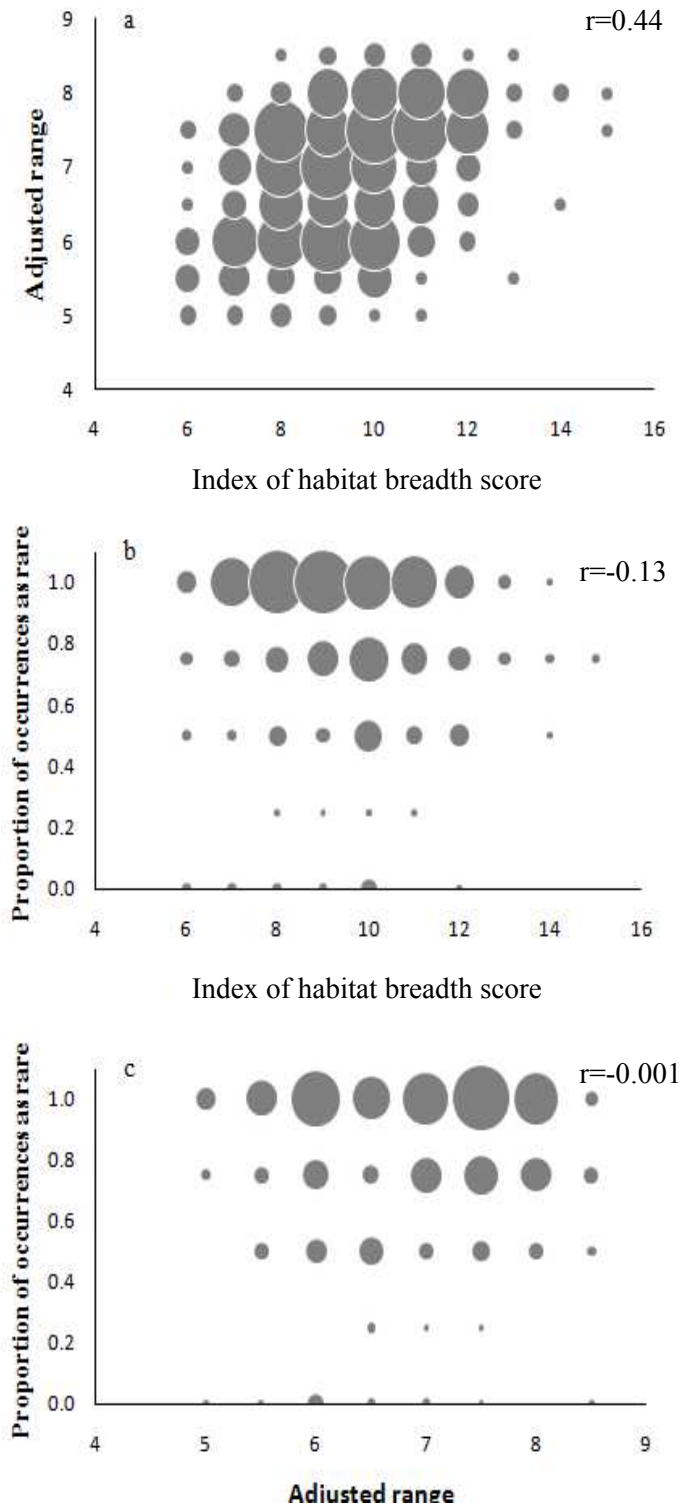 a
r=0.44
9
8
7
6
5
4
Adjusted range
4 6 8 10 12 14 16
Index of habitat breadth score
b
r=-0.13
1.0
0.8
0.6
0.4
0.2
0.0
Proportion of occurrences as rare
4 6 8 10 12 14 16
Index of habitat breadth score
c
r=-0.001
1.0
0.8
0.6
0.4
0.2
0.0
Proportion of occurrences as rare
4 5 6 7 8 9
Adjusted range